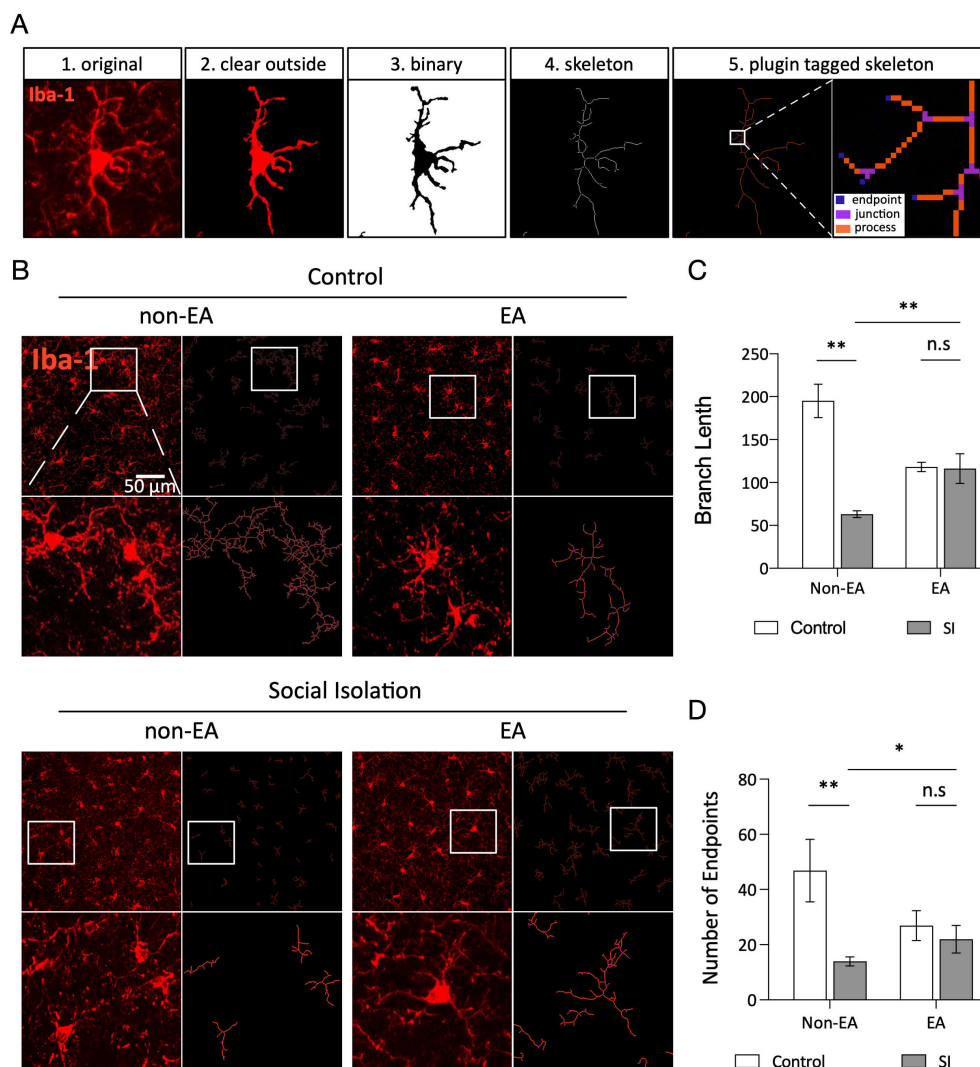 A
1. original
2. clear outside
3. binary
4. skeleton
5. plugin tagged skeleton
Iba-1
endpoint
junction
process
B
Control
non-EA
EA
Iba-1
50 µm
Social Isolation
non-EA
EA
C
**
**
n.s
250
200
150
100
50
0
Branch Lenth
Non-EA
EA
Control
SI
D
*
**
n.s
80
60
40
20
0
Number of Endpoints
Non-EA
EA
Control
SI